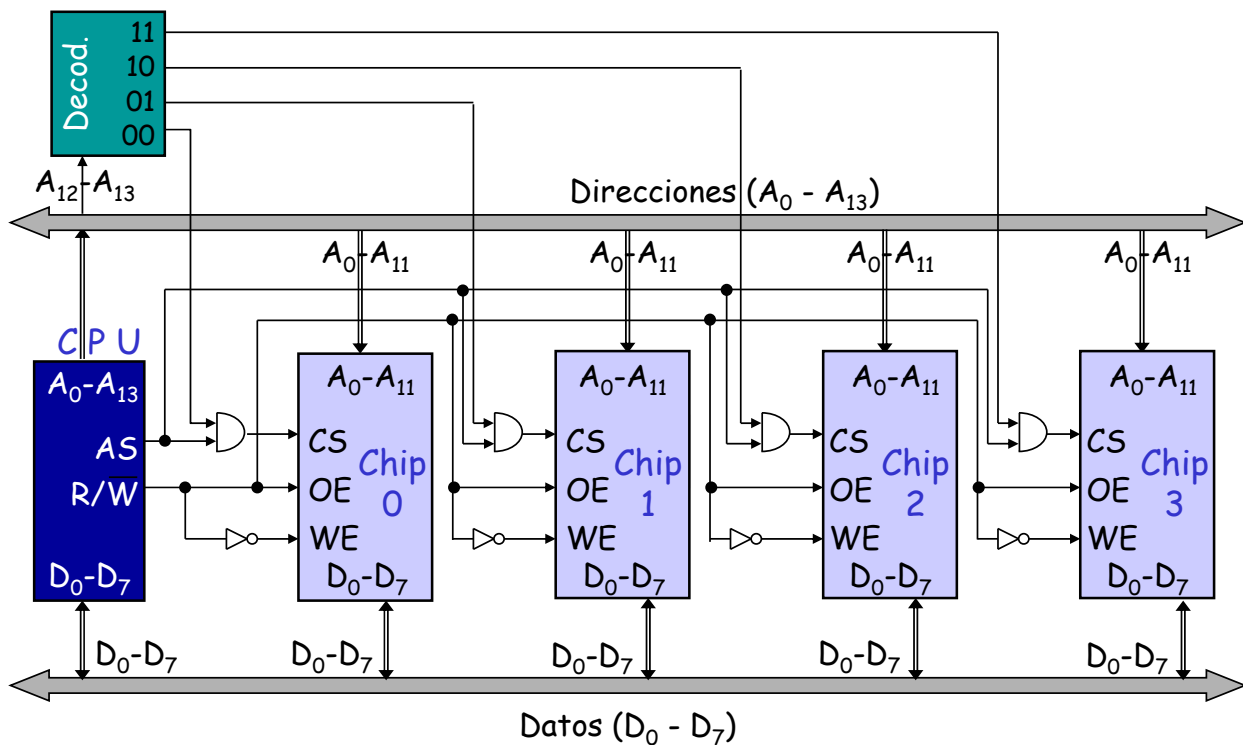 Decod.
11
10
01
00
A12-A13
Direcciones (A0 - A13)
A0-A11
A0-A11
A0-A11
A0-A11
C P U
A0-A13
AS
R/W̅
D0-D7
A0-A11
CS
OE
WE
Chip
0
D0-D7
A0-A11
CS
OE
WE
Chip
1
D0-D7
A0-A11
CS
OE
WE
Chip
2
D0-D7
A0-A11
CS
OE
WE
Chip
3
D0-D7
D0-D7
D0-D7
D0-D7
D0-D7
D0-D7
Datos (D0 - D7)